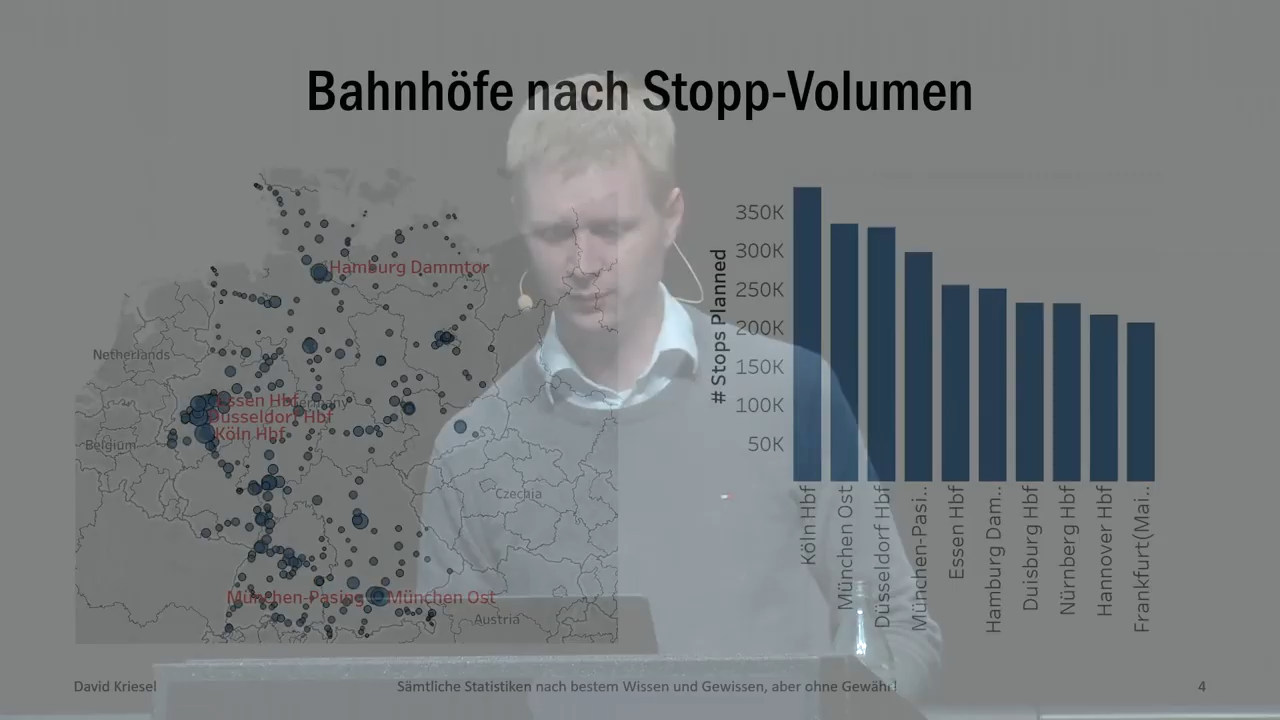 Bahnhöfe nach Stopp-Volumen
Hamburg Dammtor
Netherlands
Essen Hbf
Germany
Düsseldorf Hbf
Köln Hbf
Belgium
Czechia
München-Pasing
München Ost
Austria
# Stops Planned
350K
300K
250K
200K
150K
100K
50K
Köln Hbf
München Ost
Düsseldorf Hbf
München-Pasi..
Essen Hbf
Hamburg Dam..
Duisburg Hbf
Nürnberg Hbf
Hannover Hbf
Frankfurt(Mai..
David Kriesel
Sämtliche Statistiken nach bestem Wissen und Gewissen, aber ohne Gewähr!
4